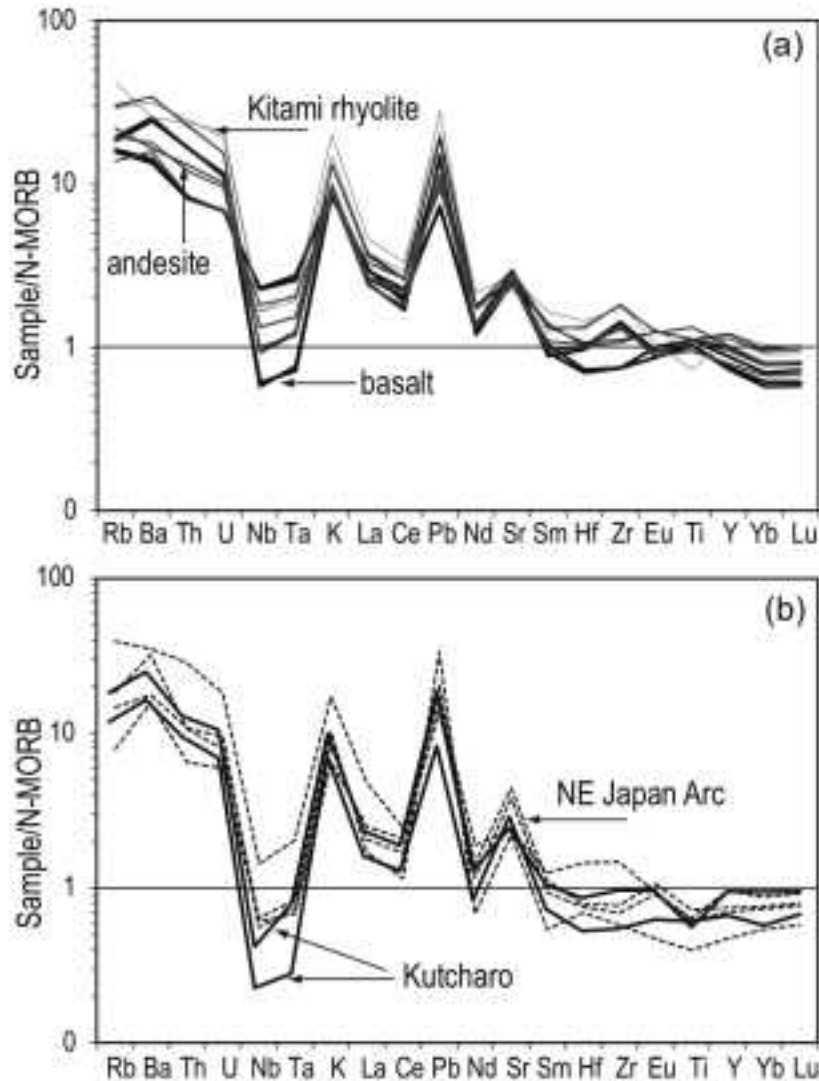 100
(a)
Kitami rhyolite
10
andesite
Sample/N-MORB
1
basalt
0
Rb Ba Th U Nb Ta K La Ce Pb Nd Sr Sm Hf Zr Eu Ti Y Yb Lu
100
(b)
10
NE Japan Arc
Sample/N-MORB
1
Kutcharo
0
Rb Ba Th U Nb Ta K La Ce Pb Nd Sr Sm Hf Zr Eu Ti Y Yb Lu